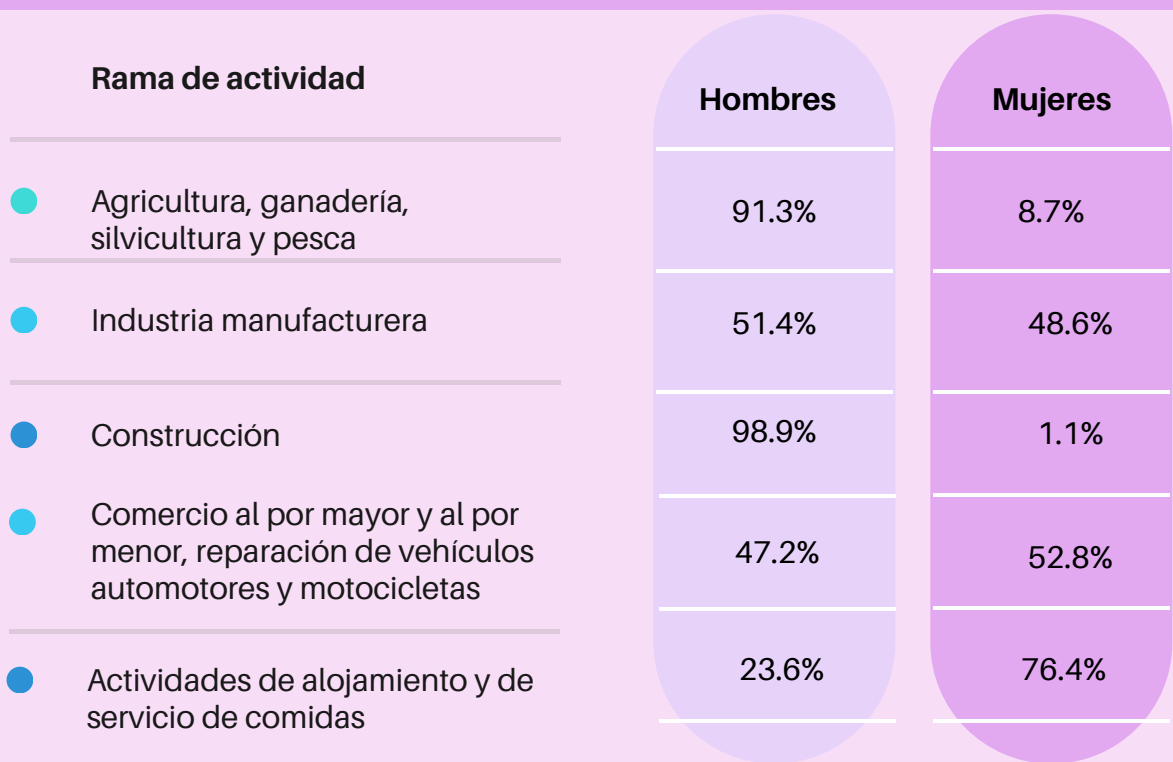 Rama de actividad
Hombres
Mujeres
Agricultura, ganadería,
silvicultura y pesca
91.3%
8.7%
Industria manufacturera
51.4%
48.6%
Construcción
98.9%
1.1%
Comercio al por mayor y al por
menor, reparación de vehículos
automotores y motocicletas
47.2%
52.8%
Actividades de alojamiento y de
servicio de comidas
23.6%
76.4%